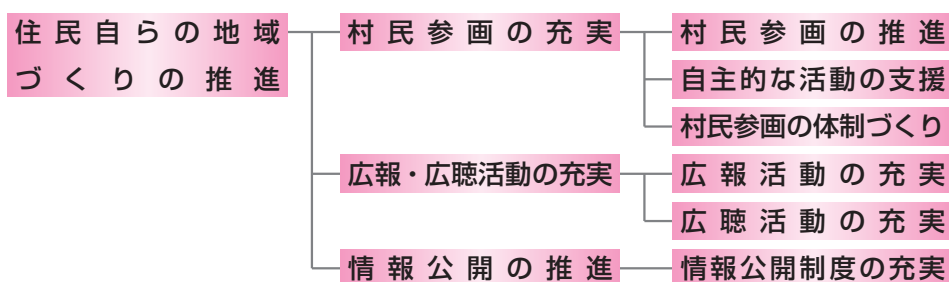 住民自らの地域
づくりの推進
村民参画の充実
村民参画の推進
自主的な活動の支援
村民参画の体制づくり
広報・広聴活動の充実
広報活動の充実
広聴活動の充実
情報公開の推進
情報公開制度の充実